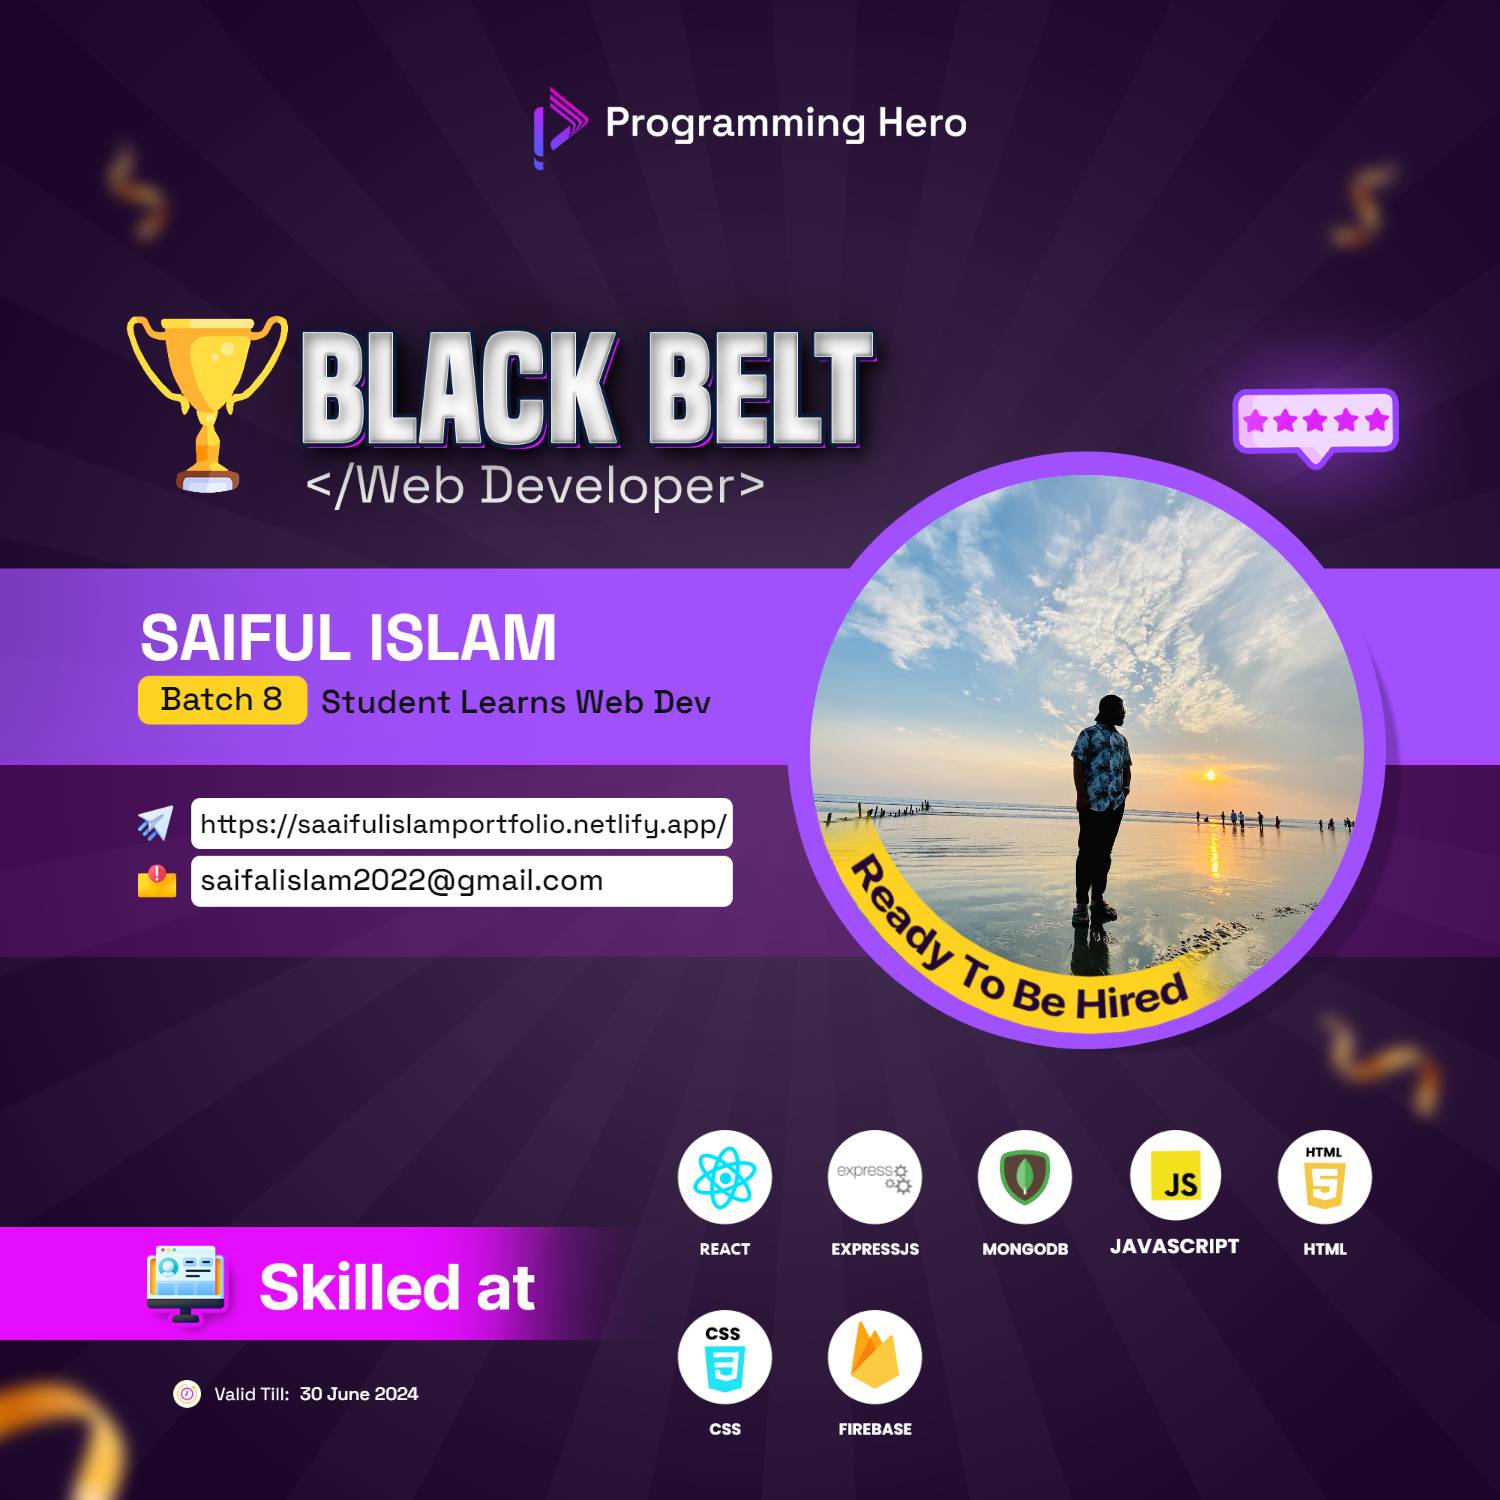 Programming Hero
BLACK BELT
</Web Developer>
SAIFUL ISLAM
Batch 8 Student Learns Web Dev
https://saaifulislamportfolio.netlify.app/
saifalislam2022@gmail.com
Ready To Be Hired
Skilled at
express
JS
HTML
5
REACT
EXPRESSJS
MONGODB
JAVASCRIPT
HTML
CSS
3
CSS
FIREBASE
Valid Till: 30 June 2024